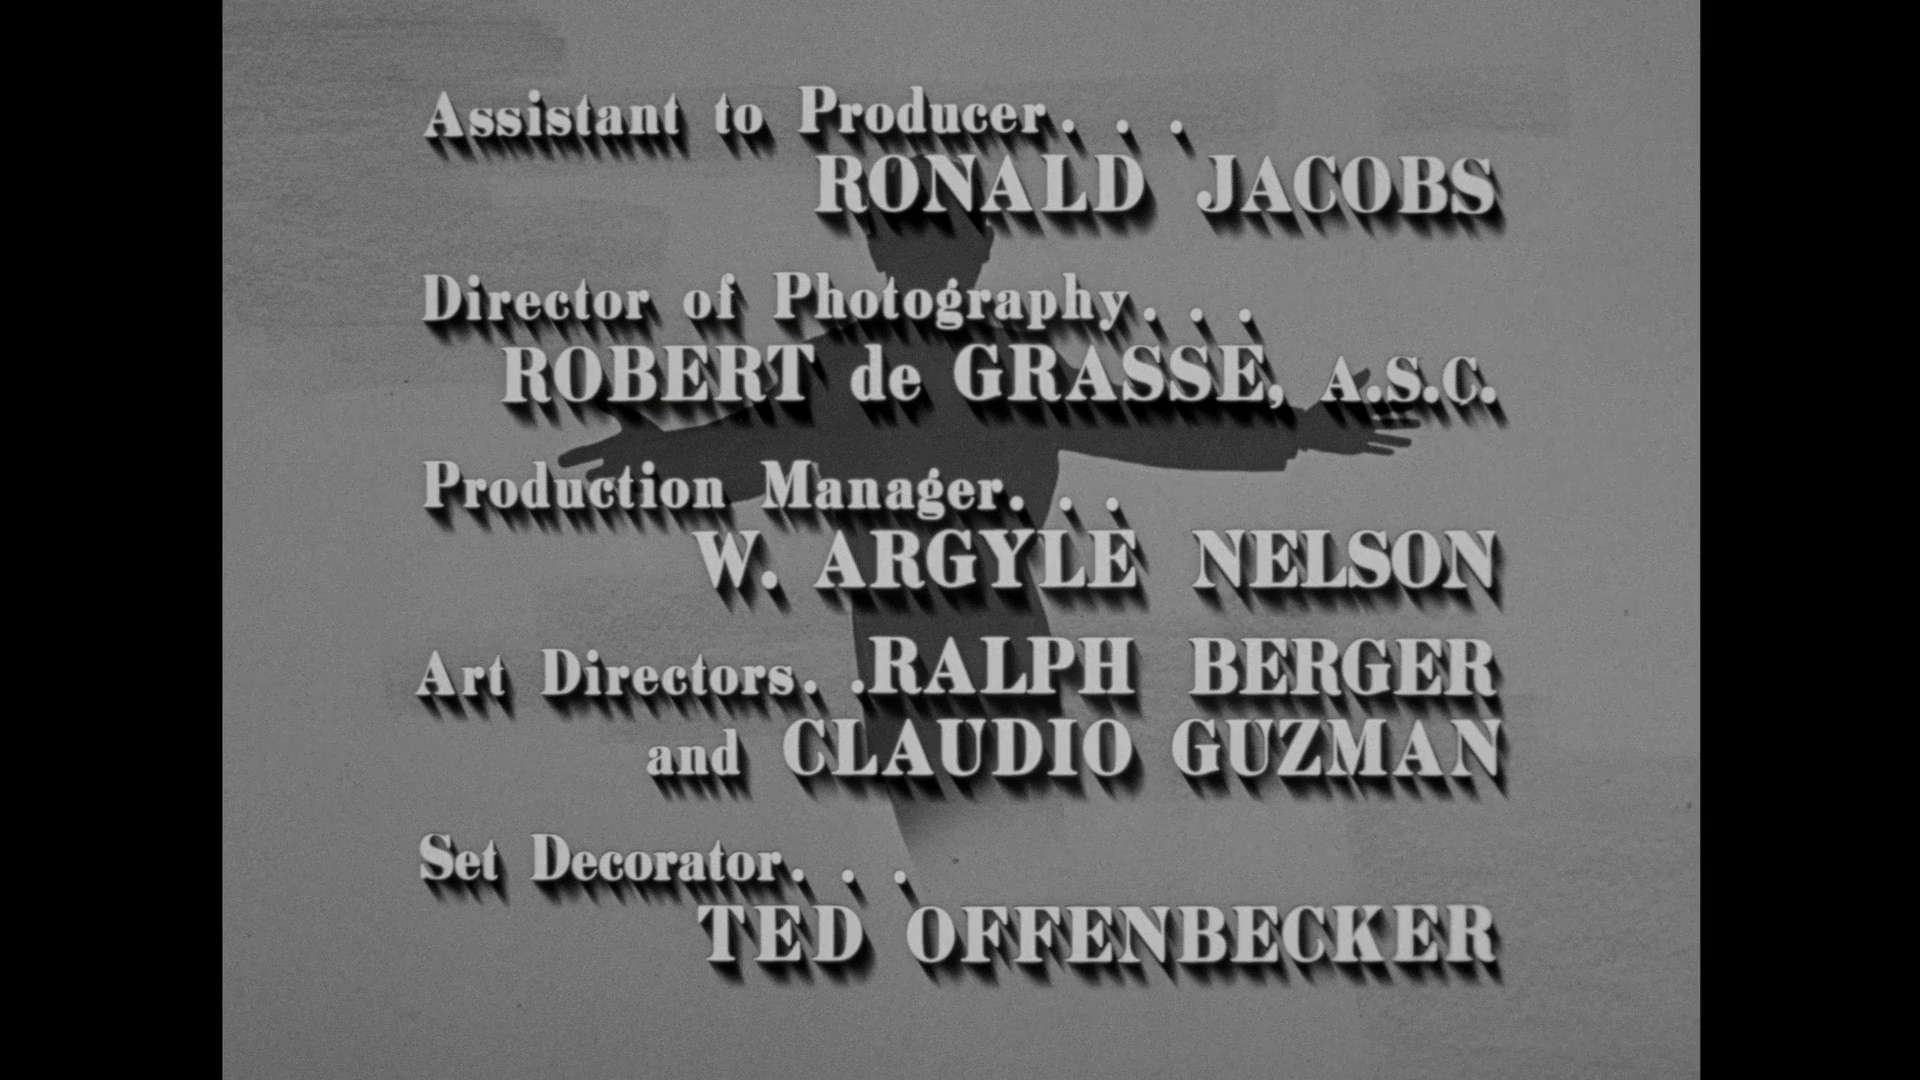 Assistant to Producer. . .
RONALD JACOBS
Director of Photography. . .
ROBERT de GRASSE, A.S.C.
Production Manager. . .
W. ARGYLE NELSON
Art Directors. .RALPH BERGER
and CLAUDIO GUZMAN
Set Decorator. . .
TED OFFENBECKER